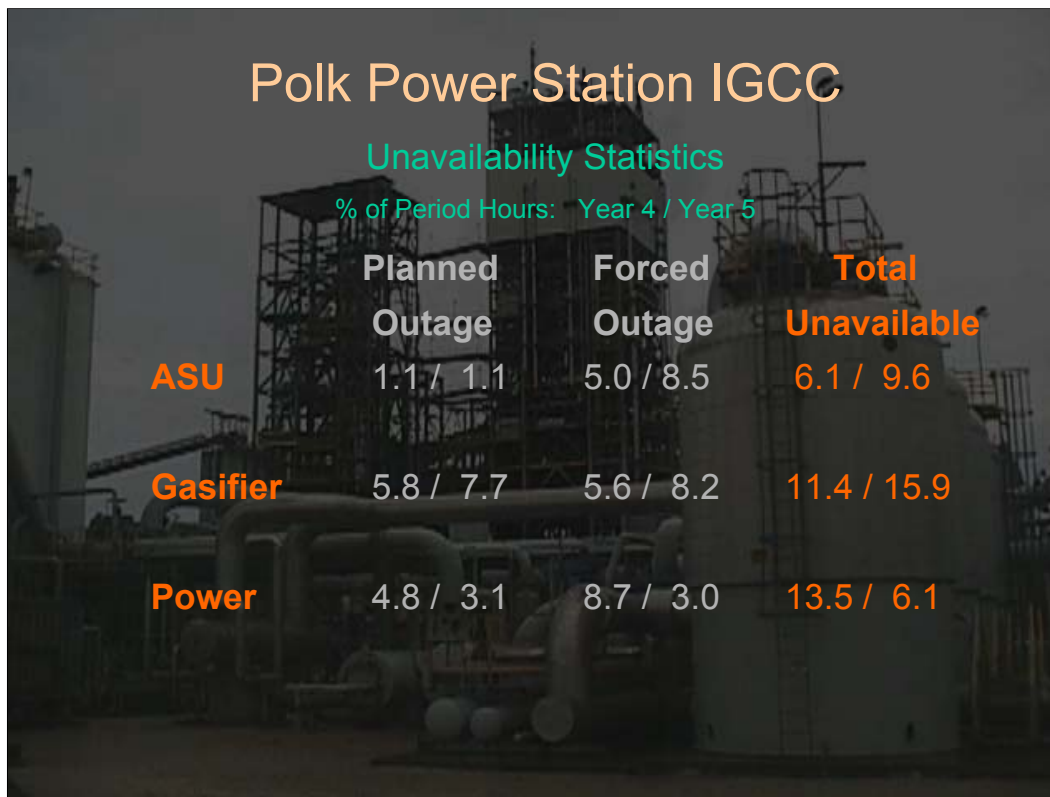 Polk Power Station IGCC
Unavailability Statistics
% of Period Hours: Year 4 / Year 5
Planned Forced Total
Outage Outage Unavailable
ASU 1.1 / 1.1 5.0 / 8.5 6.1 / 9.6
Gasifier 5.8 / 7.7 5.6 / 8.2 11.4 / 15.9
Power 4.8 / 3.1 8.7 / 3.0 13.5 / 6.1